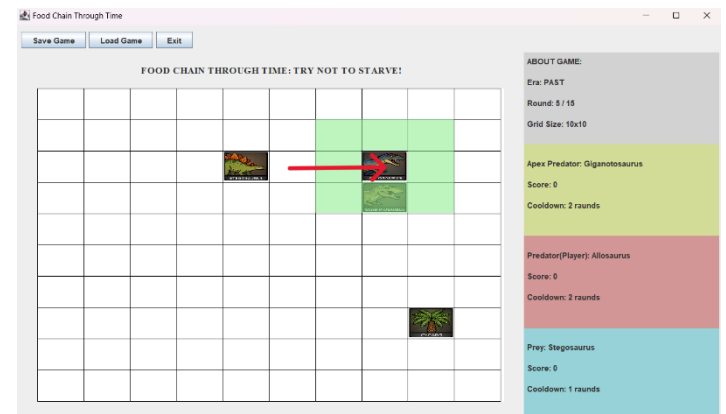 Food Chain Through Time
Save Game Load Game Exit
FOOD CHAIN THROUGH TIME: TRY NOT TO STARVE!
STEGOSAURUS
ABOUT GAME:
Era: PAST
Round: 5 / 15
Grid Size: 10x10
Apex Predator: Giganotosaurus
Score: 0
Cooldown: 2 raunds
Predator(Player): Allosaurus
Score: 0
Cooldown: 2 raunds
Prey: Stegosaurus
Score: 0
Cooldown: 1 raunds